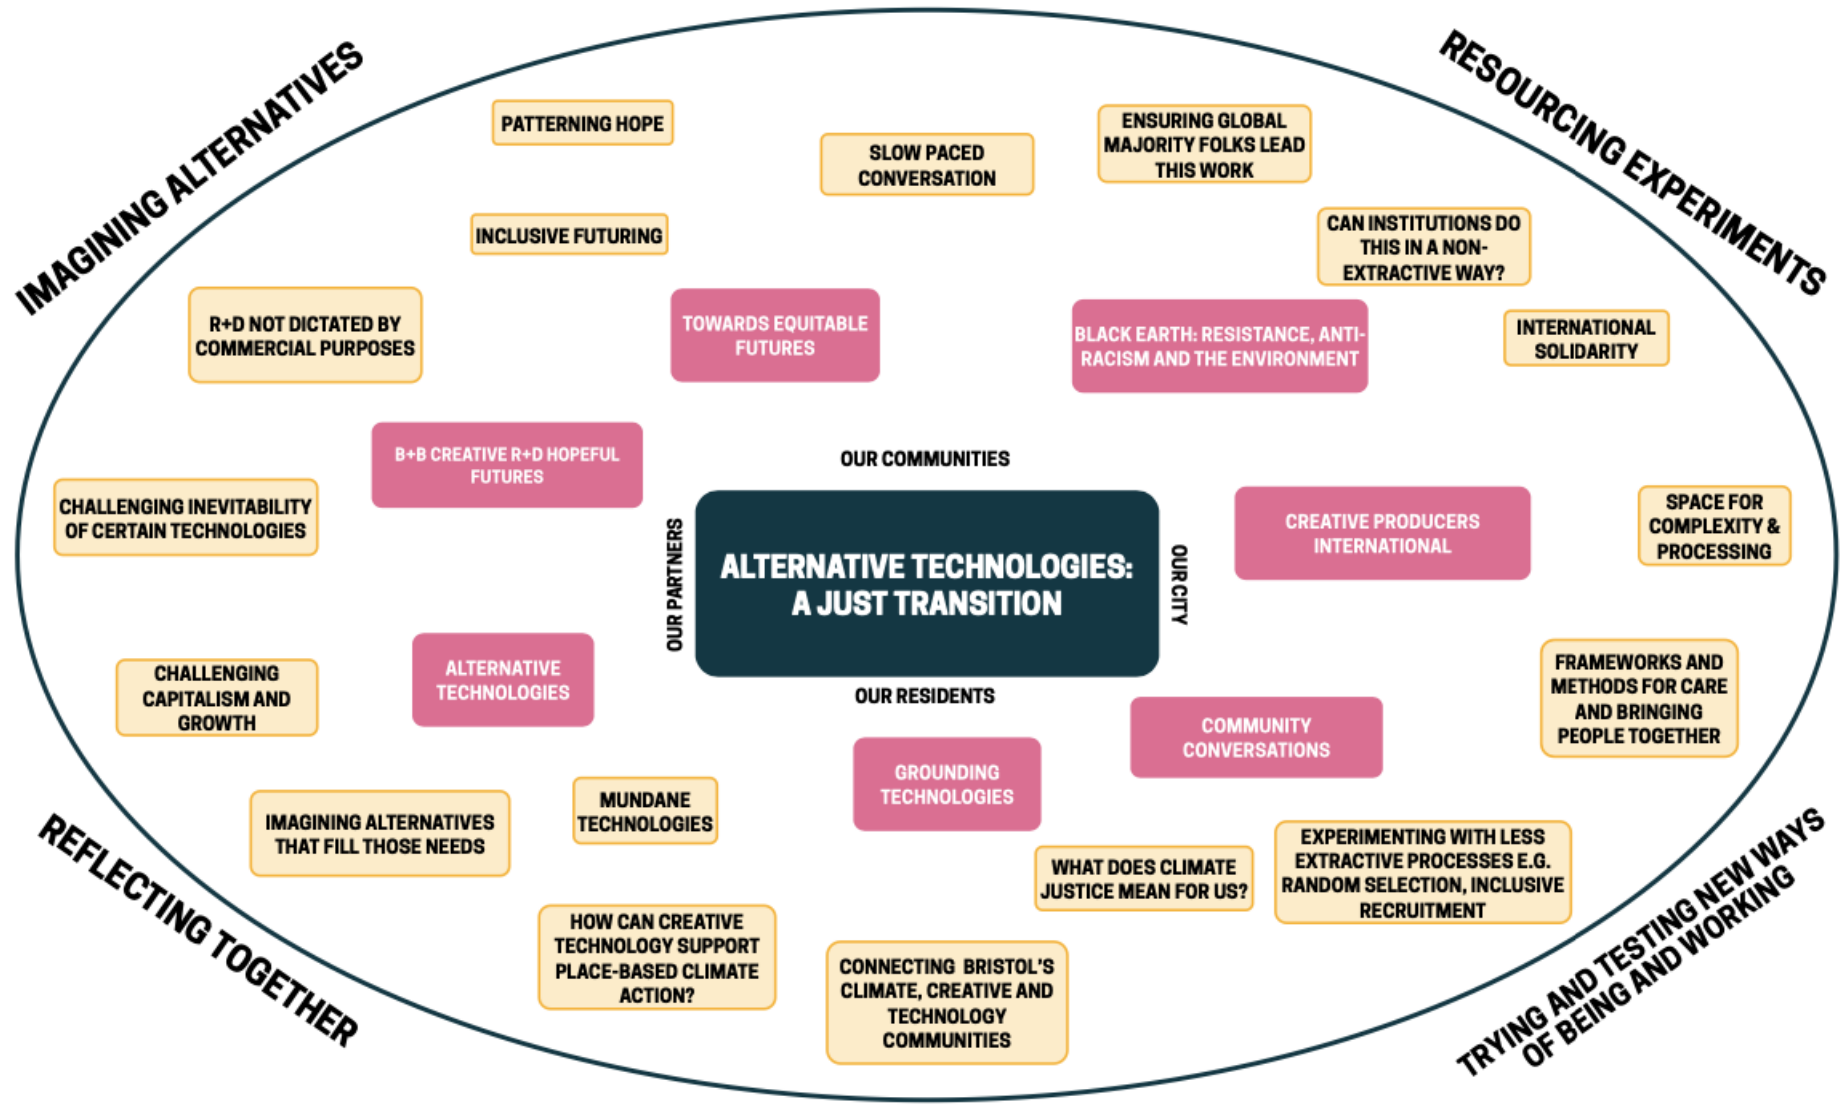 IMAGINING ALTERNATIVES
RESOURCING EXPERIMENTS
PATTERNING HOPE
SLOW PACED
CONVERSATION
ENSURING GLOBAL
MAJORITY FOLKS LEAD
THIS WORK
INCLUSIVE FUTURING
CAN INSTITUTIONS DO
THIS IN A NON-
EXTRACTIVE WAY?
R+D NOT DICTATED BY
COMMERCIAL PURPOSES
TOWARDS EQUITABLE
FUTURES
BLACK EARTH: RESISTANCE, ANTI-
RACISM AND THE ENVIRONMENT
INTERNATIONAL
SOLIDARITY
B+B CREATIVE R+D HOPEFUL
FUTURES
OUR COMMUNITIES
CHALLENGING INEVITABILITY
OF CERTAIN TECHNOLOGIES
OUR PARTNERS
ALTERNATIVE TECHNOLOGIES:
A JUST TRANSITION
OUR CITY
CREATIVE PRODUCERS
INTERNATIONAL
SPACE FOR
COMPLEXITY &
PROCESSING
CHALLENGING
CAPITALISM AND
GROWTH
ALTERNATIVE
TECHNOLOGIES
OUR RESIDENTS
COMMUNITY
CONVERSATIONS
FRAMEWORKS AND
METHODS FOR CARE
AND BRINGING
PEOPLE TOGETHER
GROUNDING
TECHNOLOGIES
IMAGINING ALTERNATIVES
THAT FILL THOSE NEEDS
MUNDANE
TECHNOLOGIES
WHAT DOES CLIMATE
JUSTICE MEAN FOR US?
EXPERIMENTING WITH LESS
EXTRACTIVE PROCESSES E.G.
RANDOM SELECTION, INCLUSIVE
RECRUITMENT
HOW CAN CREATIVE
TECHNOLOGY SUPPORT
PLACE-BASED CLIMATE
ACTION?
CONNECTING BRISTOL'S
CLIMATE, CREATIVE AND
TECHNOLOGY
COMMUNITIES
REFLECTING TOGETHER
TRYING AND TESTING NEW WAYS
OF BEING AND WORKING